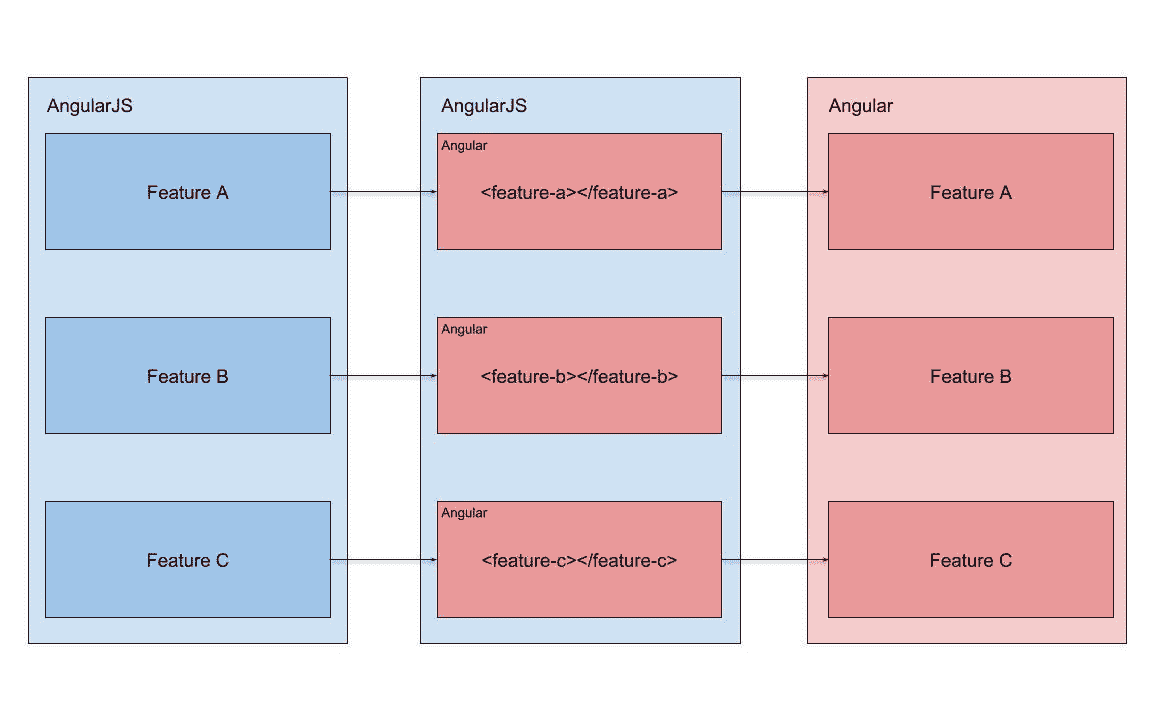 AngularJS
Feature A
Feature B
Feature C
AngularJS
Angular
<feature-a></feature-a>
Angular
<feature-b></feature-b>
Angular
<feature-c></feature-c>
Angular
Feature A
Feature B
Feature C